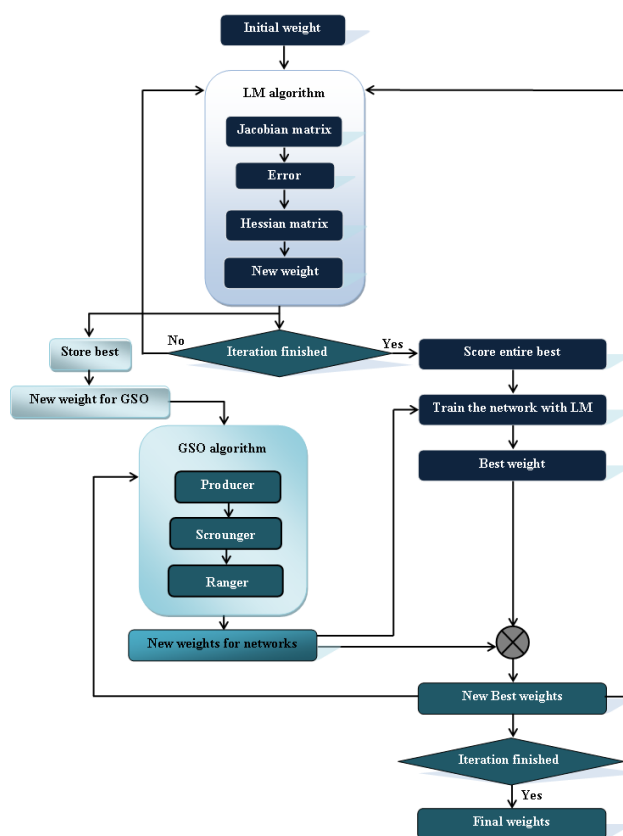 Initial weight
LM algorithm
Jacobian matrix
Error
Hessian matrix
New weight
No
Iteration finished
Yes
Store best
Score entire best
New weight for GSO
Train the network with LM
GSO algorithm
Best weight
Producer
Scrounger
Ranger
New weights for networks
New Best weights
Iteration finished
Yes
Final weights